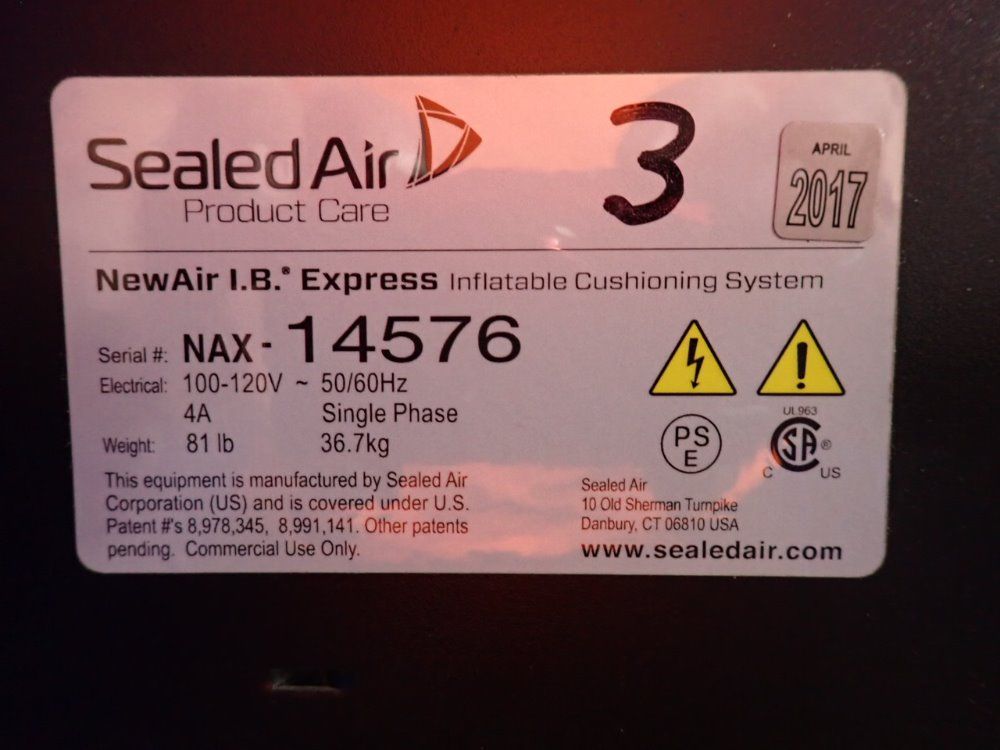 Sealed Air
Product Care
3
APRIL
2017
NewAir I.B.® Express Inflatable Cushioning System
Serial #: NAX - 14576
Electrical: 100-120V ~ 50/60Hz
4A Single Phase
Weight: 81 lb 36.7kg
This equipment is manufactured by Sealed Air
Corporation (US) and is covered under U.S.
Patent #'s 8,978,345, 8,991,141. Other patents
pending. Commercial Use Only.
PS
E
UL963
SA ®
C US
Sealed Air
10 Old Sherman Turnpike
Danbury, CT 06810 USA
www.sealedair.com